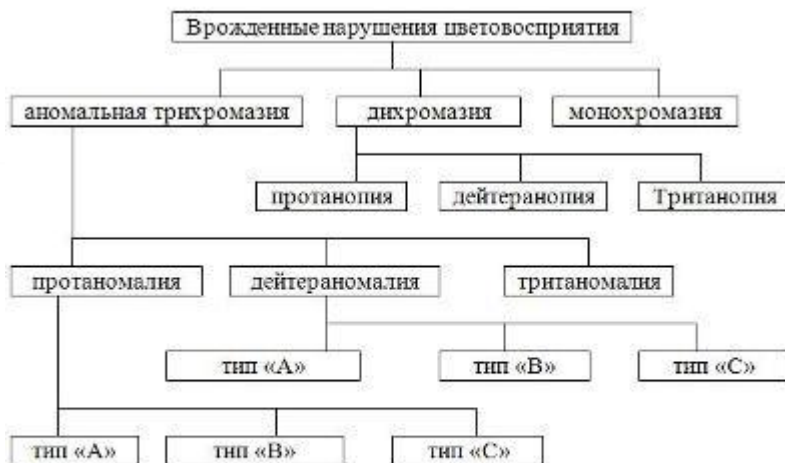 Врожденные нарушения цветовосприятия
аномальная трихромазия
дихромазия
монохромазия
протанопия
дейтеранопия
Тританопия
протаномалия
дейтераномалия
тританомалия
тип «А»
тип «В»
тип «С»
тип «А»
тип «В»
тип «С»